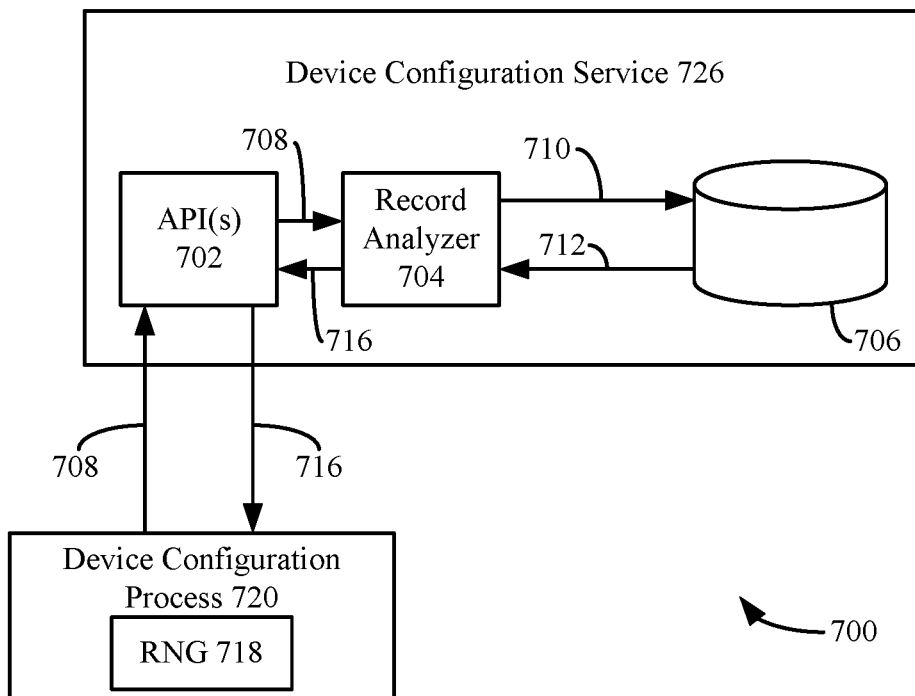 Device Configuration Service 726
708
710
API(s)
702
Record
Analyzer
704
712
716
706
708
716
Device Configuration
Process 720
RNG 718
700